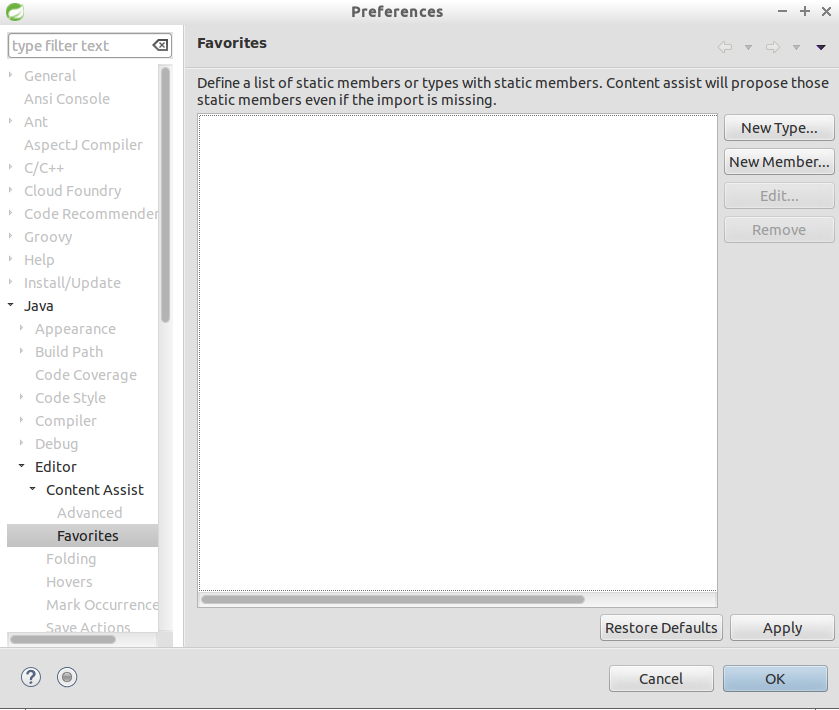 Preferences
type filter text
General
Ansi Console
Ant
AspectJ Compiler
C/C++
Cloud Foundry
Code Recommender
Groovy
Help
Install/Update
Java
Appearance
Build Path
Code Coverage
Code Style
Compiler
Debug
Editor
Content Assist
Advanced
Favorites
Folding
Hovers
Mark Occurrence
Save Actions
Favorites
Define a list of static members or types with static members. Content assist will propose those
static members even if the import is missing.
New Type...
New Member...
Edit...
Remove
Restore Defaults
Apply
?
Cancel
OK